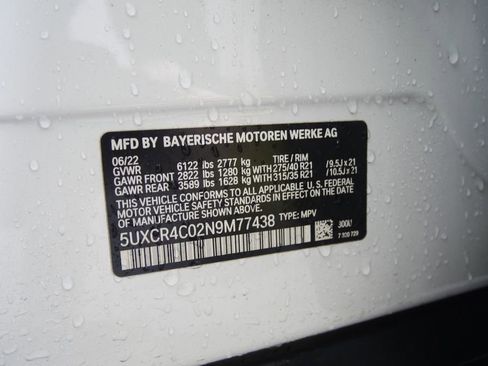 MFD BY BAYERISCHE MOTOREN WERKE AG
06/22 TIRE / RIM
GVWR 6122 lbs 2777 kg
GAWR FRONT 2822 lbs 1280 kg WITH 275/40 R21 /9.5J x 21
GAWR REAR 3589 lbs 1628 kg WITH 315/35 R21 /10.5J x 21
THIS VEHICLE CONFORMS TO ALL APPLICABLE U.S. FEDERAL
MOTOR VEHICLE SAFETY STANDARDS IN EFFECT ON THE
DATE OF MANUFACTURE SHOWN ABOVE.
5UXCR4C02N9M77438 TYPE: MPV
300U